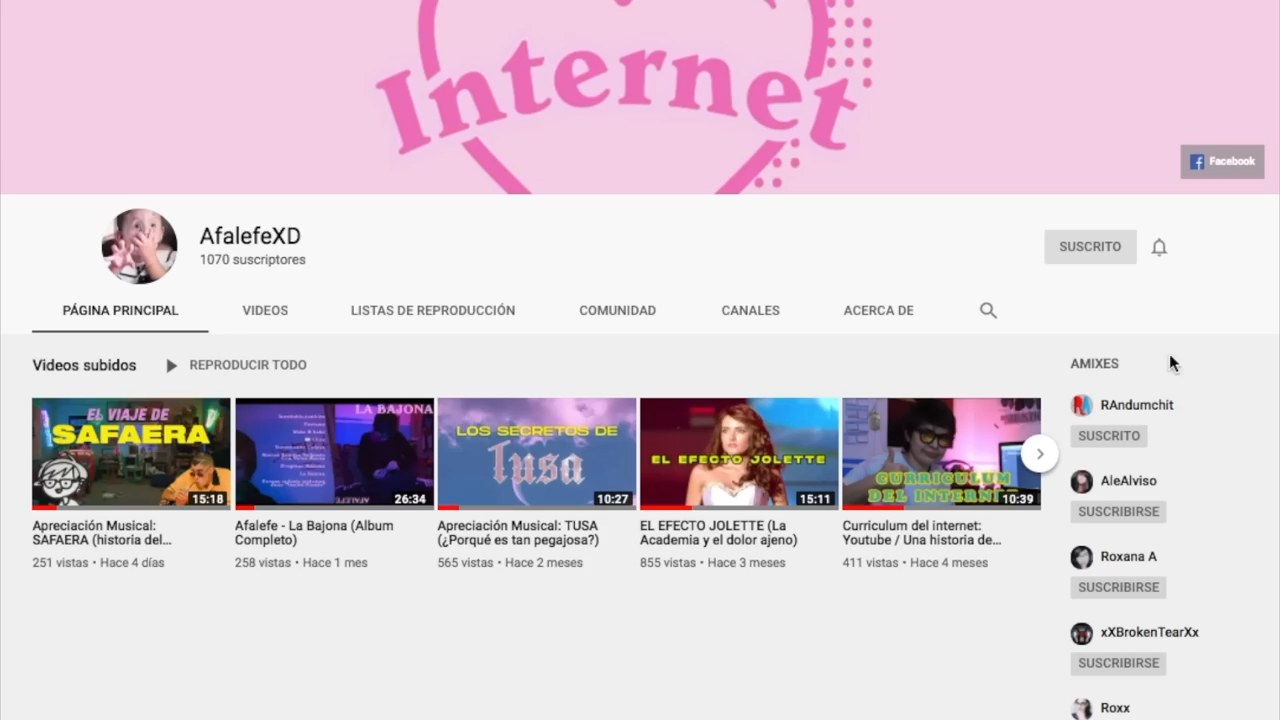 Internet
Facebook
AfalefeXD
1070 suscriptores
SUSCRITO
PÁGINA PRINCIPAL
VIDEOS
LISTAS DE REPRODUCCIÓN
COMUNIDAD
CANALES
ACERCA DE
Videos subidos
REPRODUCIR TODO
EL VIAJE DE
SAFAERA
15:18
Apreciación Musical:
SAFAERA (historia del...
251 vistas • Hace 4 días
LA BAJONA
26:34
Afalefe - La Bajona (Album
Completo)
258 vistas • Hace 1 mes
LOS SECRETOS DE
Tusa
10:27
Apreciación Musical: TUSA
(¿Porqué es tan pegajosa?)
565 vistas • Hace 2 meses
EL EFECTO JOLETTE
15:11
EL EFECTO JOLETTE (La
Academia y el dolor ajeno)
855 vistas • Hace 3 meses
CURRICULUM
DEL INTERNET
10:39
Curriculum del internet:
Youtube / Una historia de...
411 vistas • Hace 4 meses
AMIXES
RAndumchit
SUSCRITO
AleAlviso
SUSCRIBIRSE
Roxana A
SUSCRIBIRSE
xXBrokenTearXx
SUSCRIBIRSE
Roxx